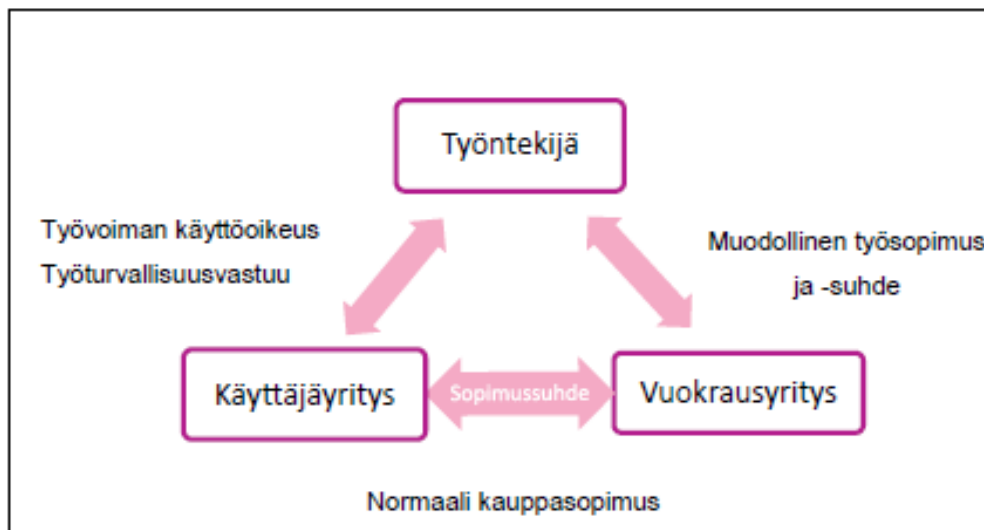 Työntekijä
Työvoiman käyttöoikeus
Työturvallisuusvastuu
Muodollinen työsopimus
ja -suhde
Käyttäjäyritys
Sopimussuhde
Vuokrausyritys
Normaali kauppasopimus